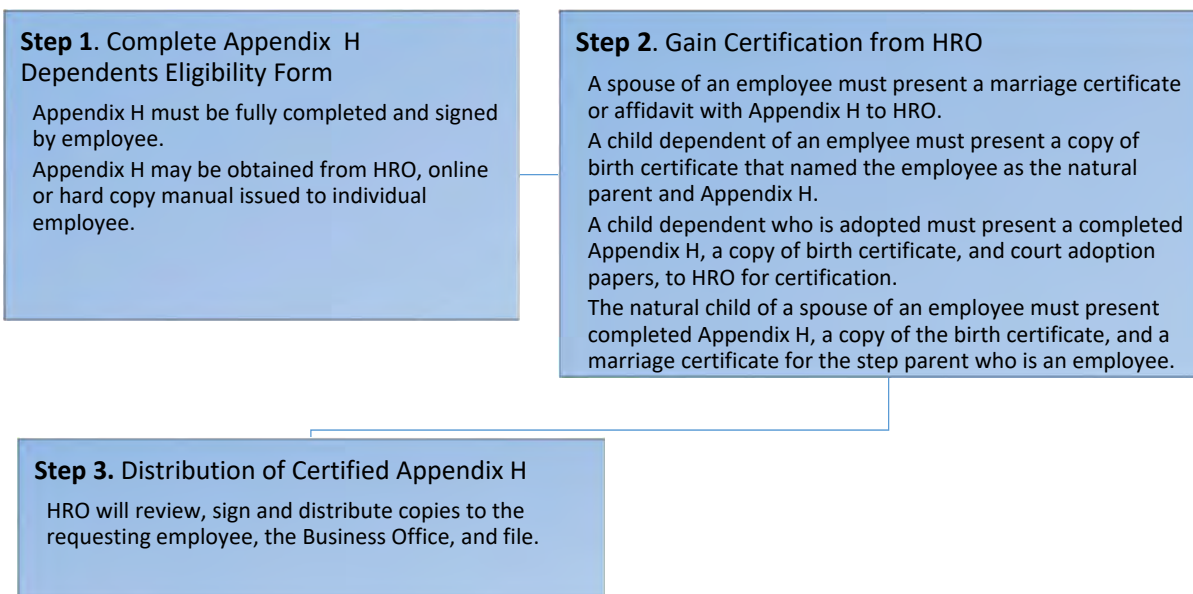 Step 1. Complete Appendix H
Dependents Eligibility Form
Appendix H must be fully completed and signed
by employee.
Appendix H may be obtained from HRO, online
or hard copy manual issued to individual
employee.
Step 2. Gain Certification from HRO
A spouse of an employee must present a marriage certificate
or affidavit with Appendix H to HRO.
A child dependent of an emplyee must present a copy of
birth certificate that named the employee as the natural
parent and Appendix H.
A child dependent who is adopted must present a completed
Appendix H, a copy of birth certificate, and court adoption
papers, to HRO for certification.
The natural child of a spouse of an employee must present
completed Appendix H, a copy of the birth certificate, and a
marriage certificate for the step parent who is an employee.
Step 3. Distribution of Certified Appendix H
HRO will review, sign and distribute copies to the
requesting employee, the Business Office, and file.